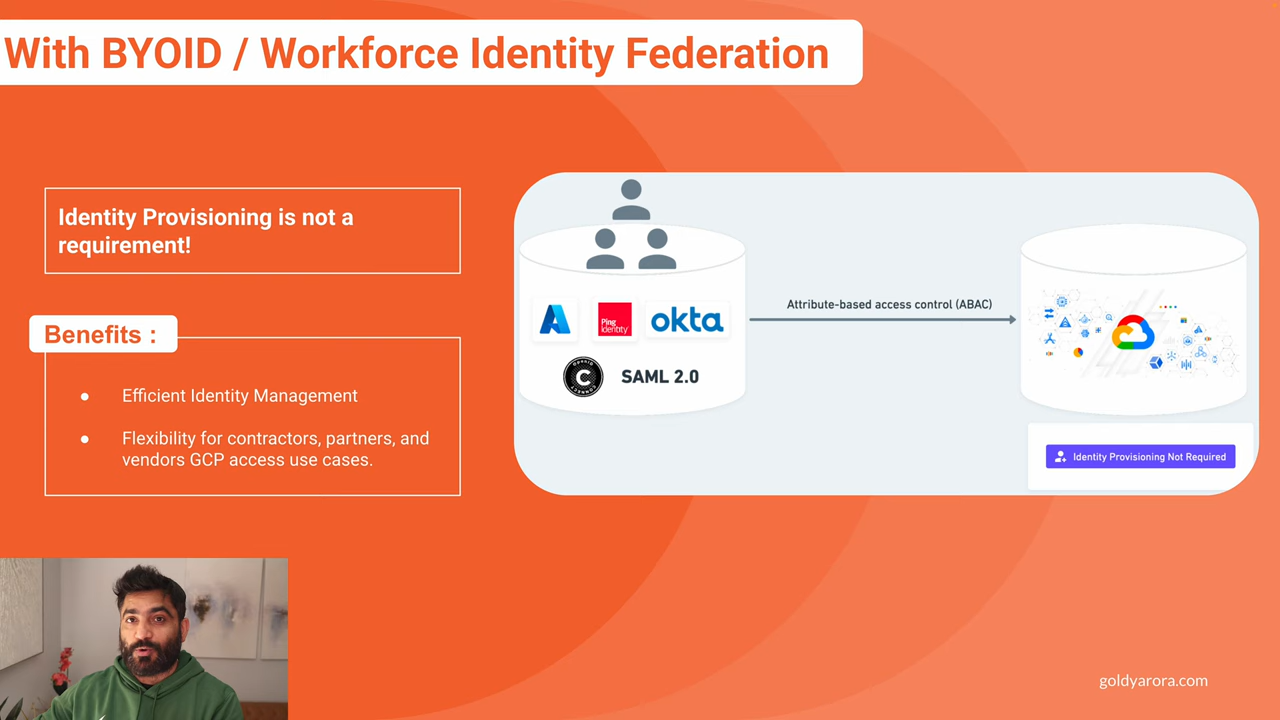 With BYOID / Workforce Identity Federation
Identity Provisioning is not a
requirement!
Benefits :
● Efficient Identity Management
● Flexibility for contractors, partners, and
vendors GCP access use cases.
Ping
Identity
okta
OpenID
CONNECT
SAML 2.0
Attribute-based access control (ABAC)
Identity Provisioning Not Required
goldyarora.com